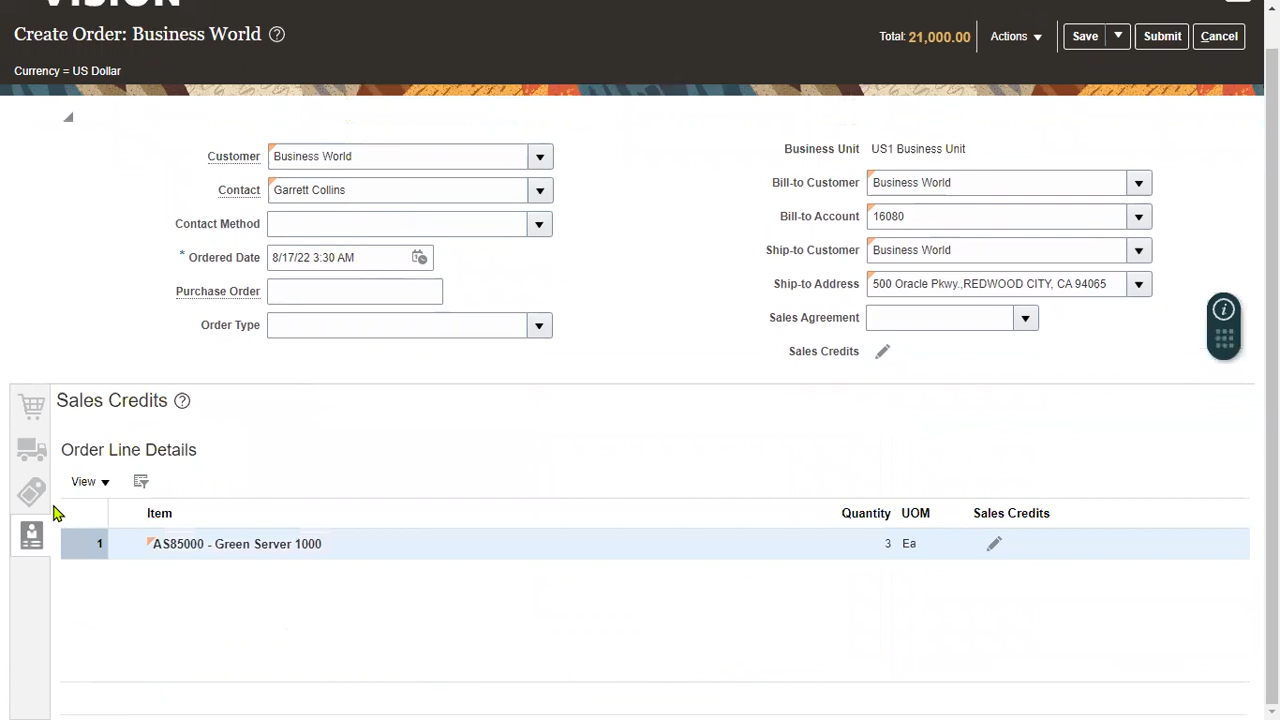 VISION
Create Order: Business World
Total: 21,000.00
Actions
Save
Submit
Cancel
Currency = US Dollar
Customer
Business World
Contact
Garrett Collins
Contact Method
* Ordered Date
8/17/22 3:30 AM
Purchase Order
Order Type
Business Unit
US1 Business Unit
Bill-to Customer
Business World
Bill-to Account
16080
Ship-to Customer
Business World
Ship-to Address
500 Oracle Pkwy.,REDWOOD CITY, CA 94065
Sales Agreement
Sales Credits
Sales Credits
Order Line Details
View
Item Quantity UOM Sales Credits
1 AS85000 - Green Server 1000 3 Ea